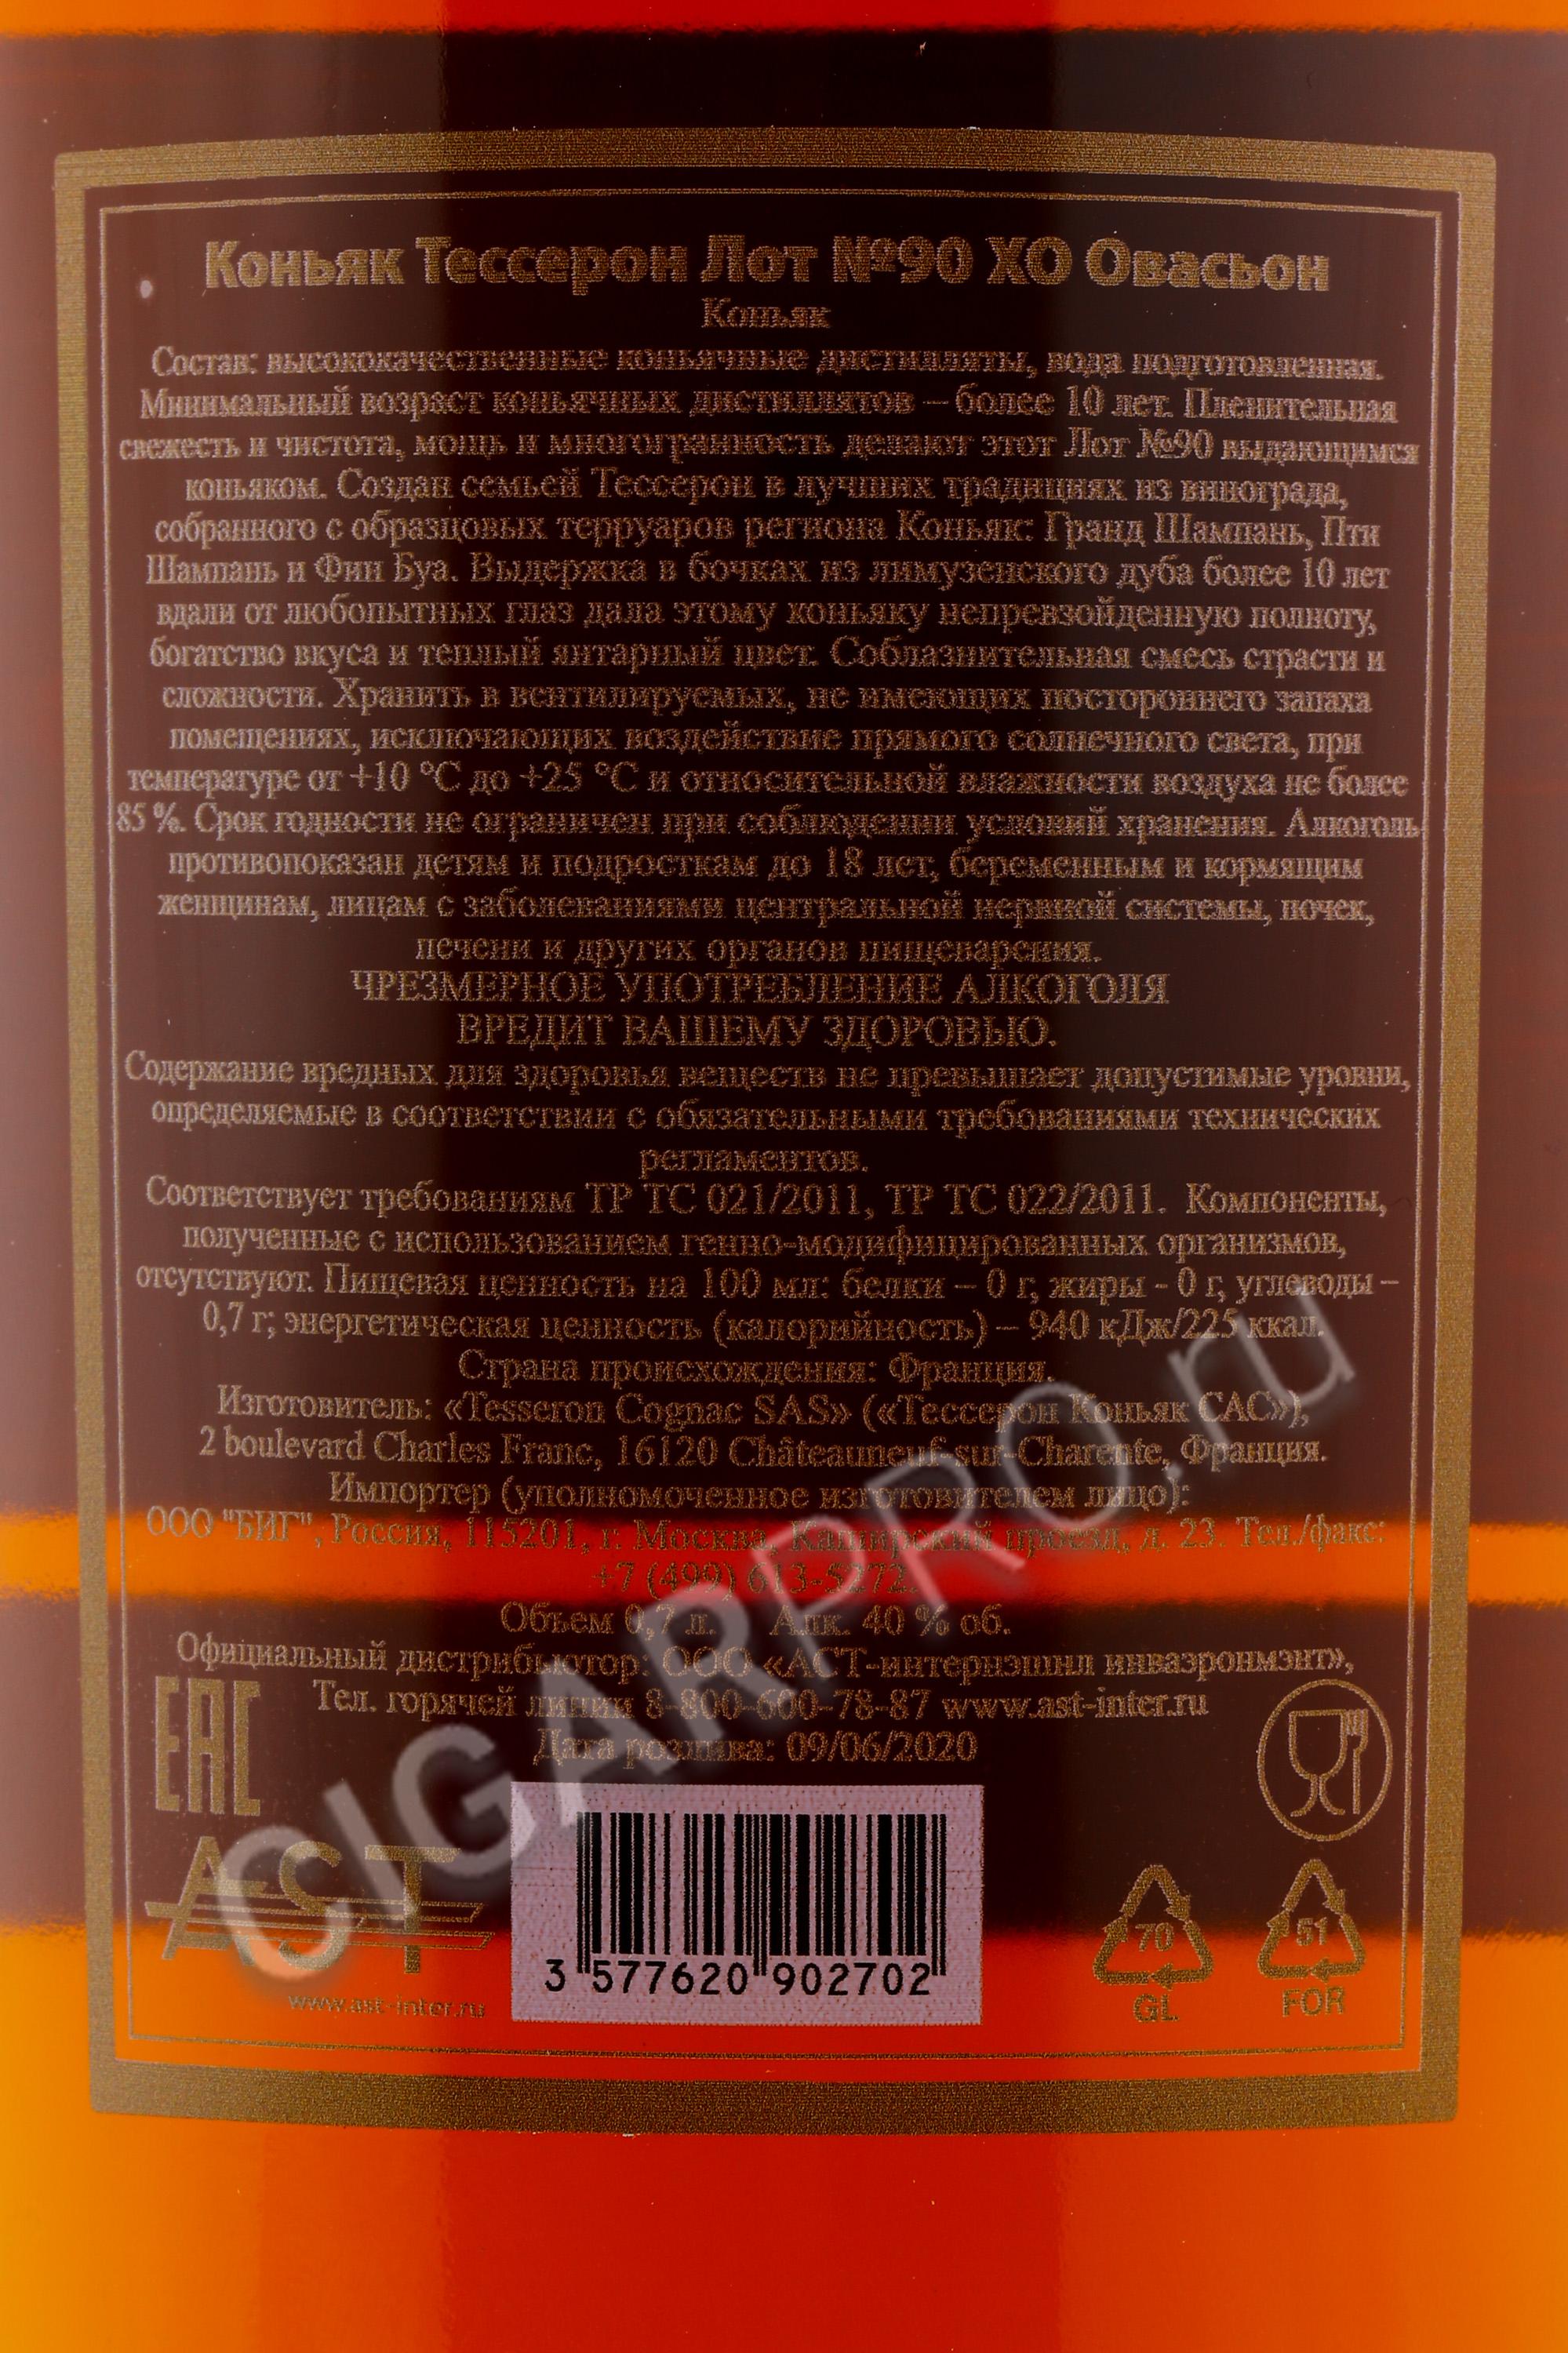 Коньяк Тессерон Лот №90 ХО Овасьон
Коньяк
Состав: высококачественные коньячные дистилляты, вода подготовленная.
Минимальный возраст коньячных дистиллятов – более 10 лет. Пленительная
свежесть и чистота, мощь и многогранность делают этот Лот №90 выдающимся
коньяком. Создан семьей Тессерон в лучших традициях из винограда,
собранного с образцовых терруаров региона Коньяк: Гранд Шампань, Пти
Шампань и Фин Буа. Выдержка в бочках из лимузенского дуба более 10 лет
вдали от любопытных глаз дала этому коньяку непревзойденную полноту,
богатство вкуса и теплый янтарный цвет. Соблазнительная смесь страсти и
сложности. Хранить в вентилируемых, не имеющих постороннего запаха
помещениях, исключающих воздействие прямого солнечного света, при
температуре от +10 °С до +25 °С и относительной влажности воздуха не более
85 %. Срок годности не ограничен при соблюдении условий хранения. Алкоголь
противопоказан детям и подросткам до 18 лет, беременным и кормящим
женщинам, лицам с заболеваниями центральной нервной системы, почек,
печени и других органов пищеварения.
ЧРЕЗМЕРНОЕ УПОТРЕБЛЕНИЕ АЛКОГОЛЯ
ВРЕДИТ ВАШЕМУ ЗДОРОВЬЮ.
Содержание вредных для здоровья веществ не превышает допустимые уровни,
определяемые в соответствии с обязательными требованиями технических
регламентов.
Соответствует требованиям ТР ТС 021/2011, ТР ТС 022/2011. Компоненты,
полученные с использованием генно-модифицированных организмов,
отсутствуют. Пищевая ценность на 100 мл: белки – 0 г, жиры - 0 г, углеводы –
0,7 г; энергетическая ценность (калорийность) – 940 кДж/225 ккал.
Страна происхождения: Франция.
Изготовитель: «Tesseron Cognac SAS» («Тессерон Коньяк САС»),
2 boulevard Charles Franc, 16120 Châteauneuf-sur-Charente, Франция.
Импортер (уполномоченное изготовителем лицо):
ООО "БИГ", Россия, 115201, г. Москва, Каширский проезд, д. 23. Тел./факс:
+7 (499) 613-5272.
Объем 0,7 л. Алк. 40 % об.
Официальный дистрибьютор: ООО «АСТ-интернэшнл инваэронмэнт»,
Тел. горячей линии 8-800-600-78-87 www.ast-inter.ru
Дата розлива: 09/06/2020
EAC
AST
www.ast-inter.ru
3 577620 902702
70
GL
51
FOR
CIGARPRO.ru